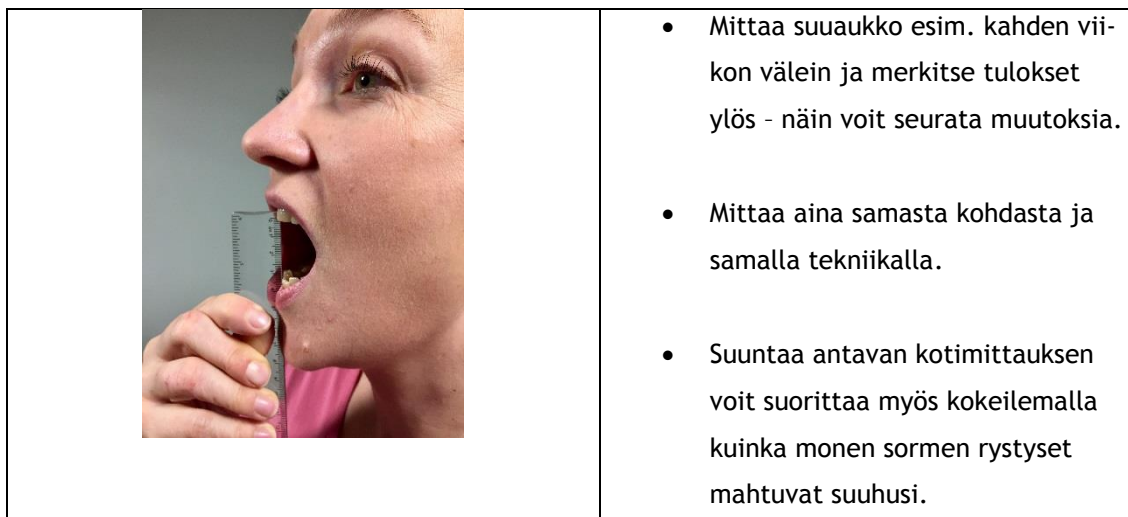 • Mittaa suuaukko esim. kahden vii-
kon välein ja merkitse tulokset
ylös – näin voit seurata muutoksia.
• Mittaa aina samasta kohdasta ja
samalla tekniikalla.
• Suuntaa antavan kotimittauksen
voit suorittaa myös kokeilemalla
kuinka monen sormen rystyset
mahtuvat suuhusi.